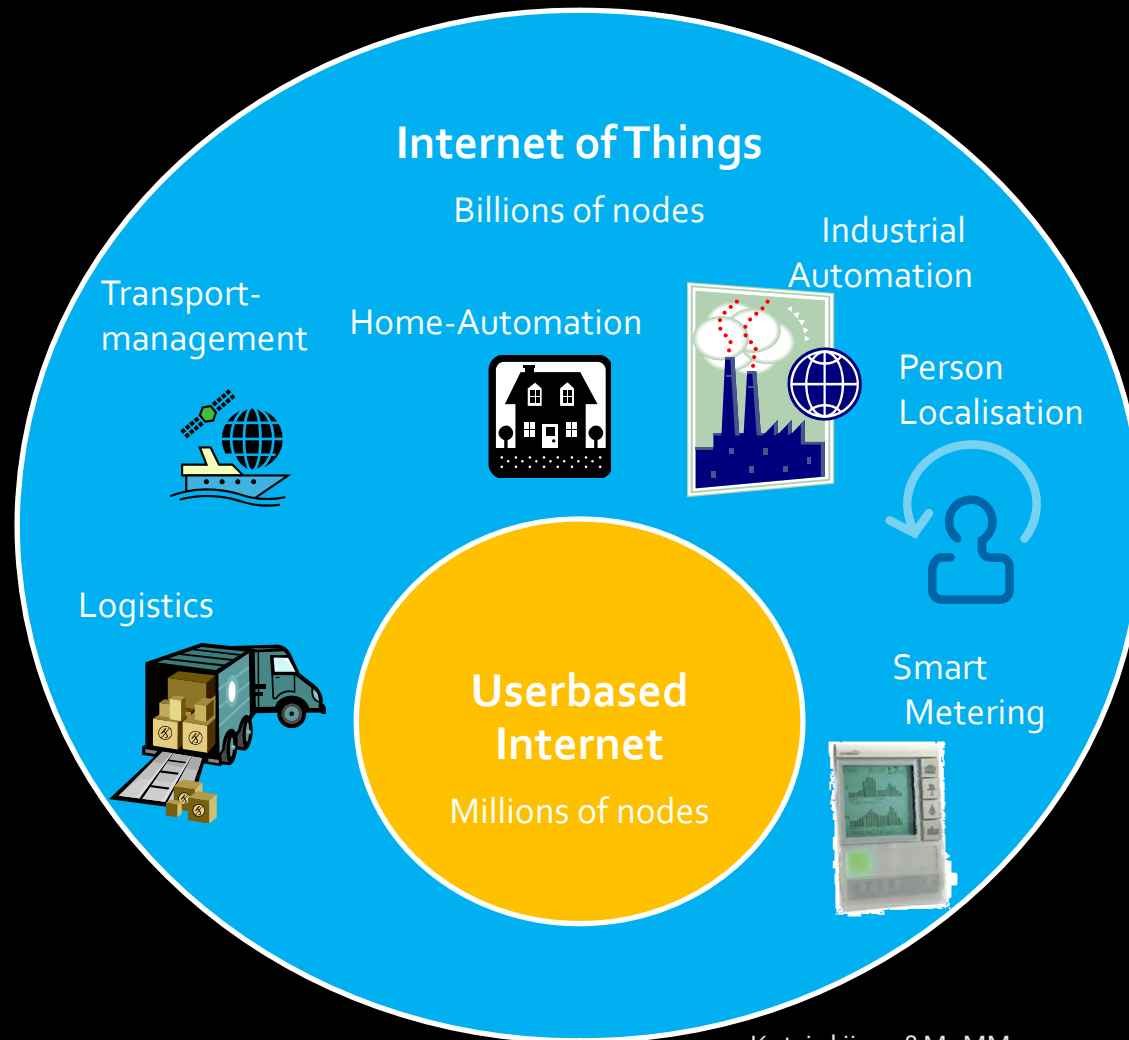 Internet of Things
Billions of nodes
Industrial
Automation
Transport-
management
Home-Automation
Person
Localisation
Logistics
Smart
Metering
Userbased
Internet
Millions of nodes